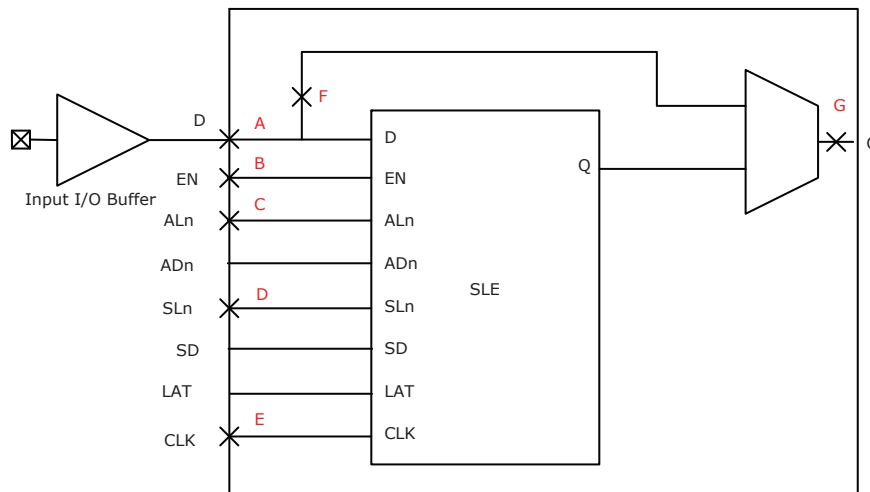 D
A
F
G
D
B
Q
EN
EN
Input I/O Buffer
C
ALn
ALn
ADn
ADn
D
SLE
SLn
SLn
SD
SD
LAT
LAT
E
CLK
CLK